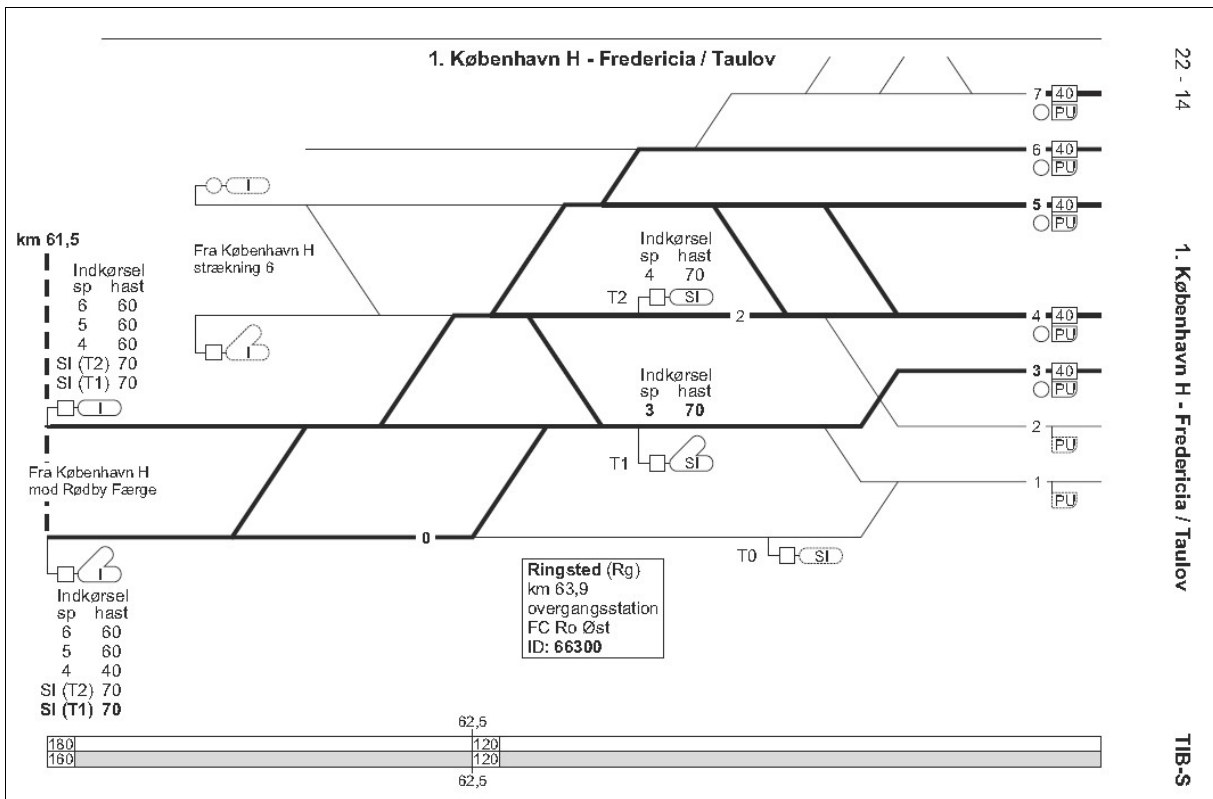 1. København H - Fredericia / Taulov
22 - 14
7 40
PU
6 40
PU
5 40
PU
I
km 61,5
Indkørsel
sp hast
6 60
5 60
4 60
SI (T2) 70
SI (T1) 70
I
Fra København H
strækning 6
I
Indkørsel
sp hast
4 70
T2 SI
2
4 40
PU
Indkørsel
sp hast
3 70
T1 SI
3 40
PU
2
PU
1
PU
Fra København H
mod Rødby Færge
0
T0 SI
I
Indkørsel
sp hast
6 60
5 60
4 40
SI (T2) 70
SI (T1) 70
Ringsted (Rg)
km 63,9
overgangsstation
FC Ro Øst
ID: 66300
1. København H - Fredericia / Taulov
62,5
180 120
160 120
62,5
TIB-S